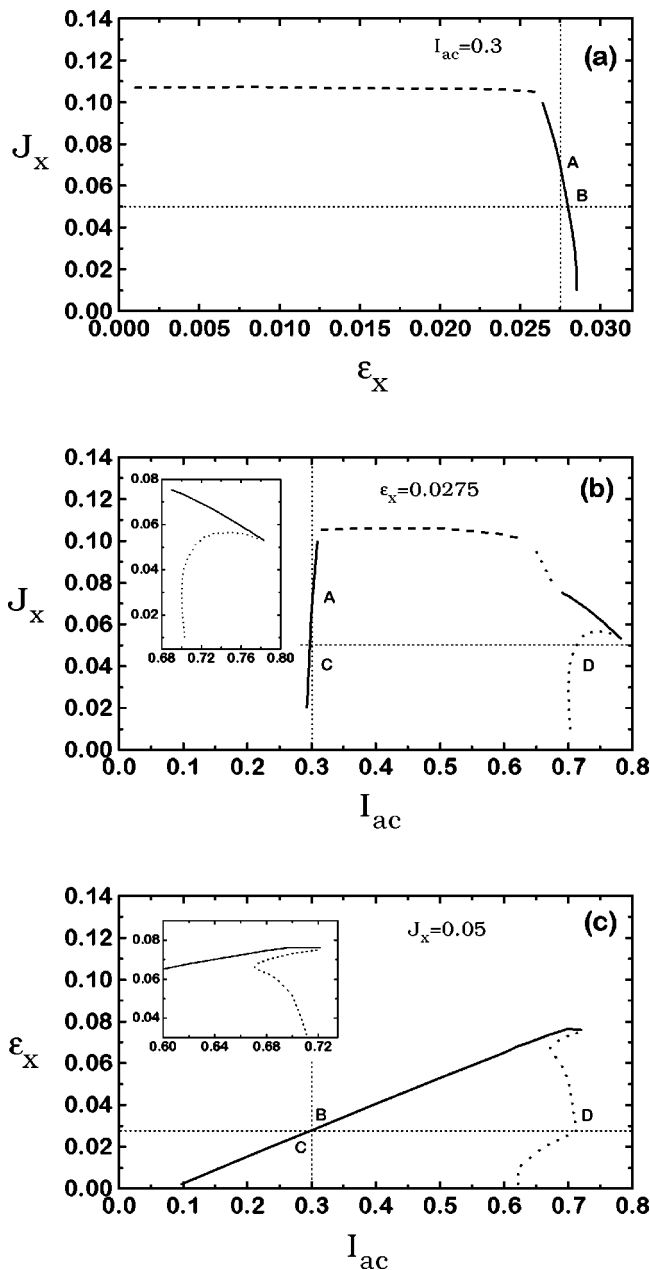 0.14
I_ac=0.3
(a)
0.12
0.10
J_x
0.08
A
0.06
B
0.04
0.02
0.00
0.000 0.005 0.010 0.015 0.020 0.025 0.030
ε_x
0.14
0.08
ε_x=0.0275
(b)
0.12
0.06
0.10
0.04
J_x
0.08
0.02
A
0.06
0.68 0.72 0.76 0.80
0.04
C
D
0.02
0.00
0.0 0.1 0.2 0.3 0.4 0.5 0.6 0.7 0.8
I_ac
0.14
J_x=0.05
(c)
0.12
0.08
0.10
0.06
ε_x
0.08
0.04
0.60 0.64 0.68 0.72
0.06
0.04
B
D
0.02
C
0.00
0.0 0.1 0.2 0.3 0.4 0.5 0.6 0.7 0.8
I_ac